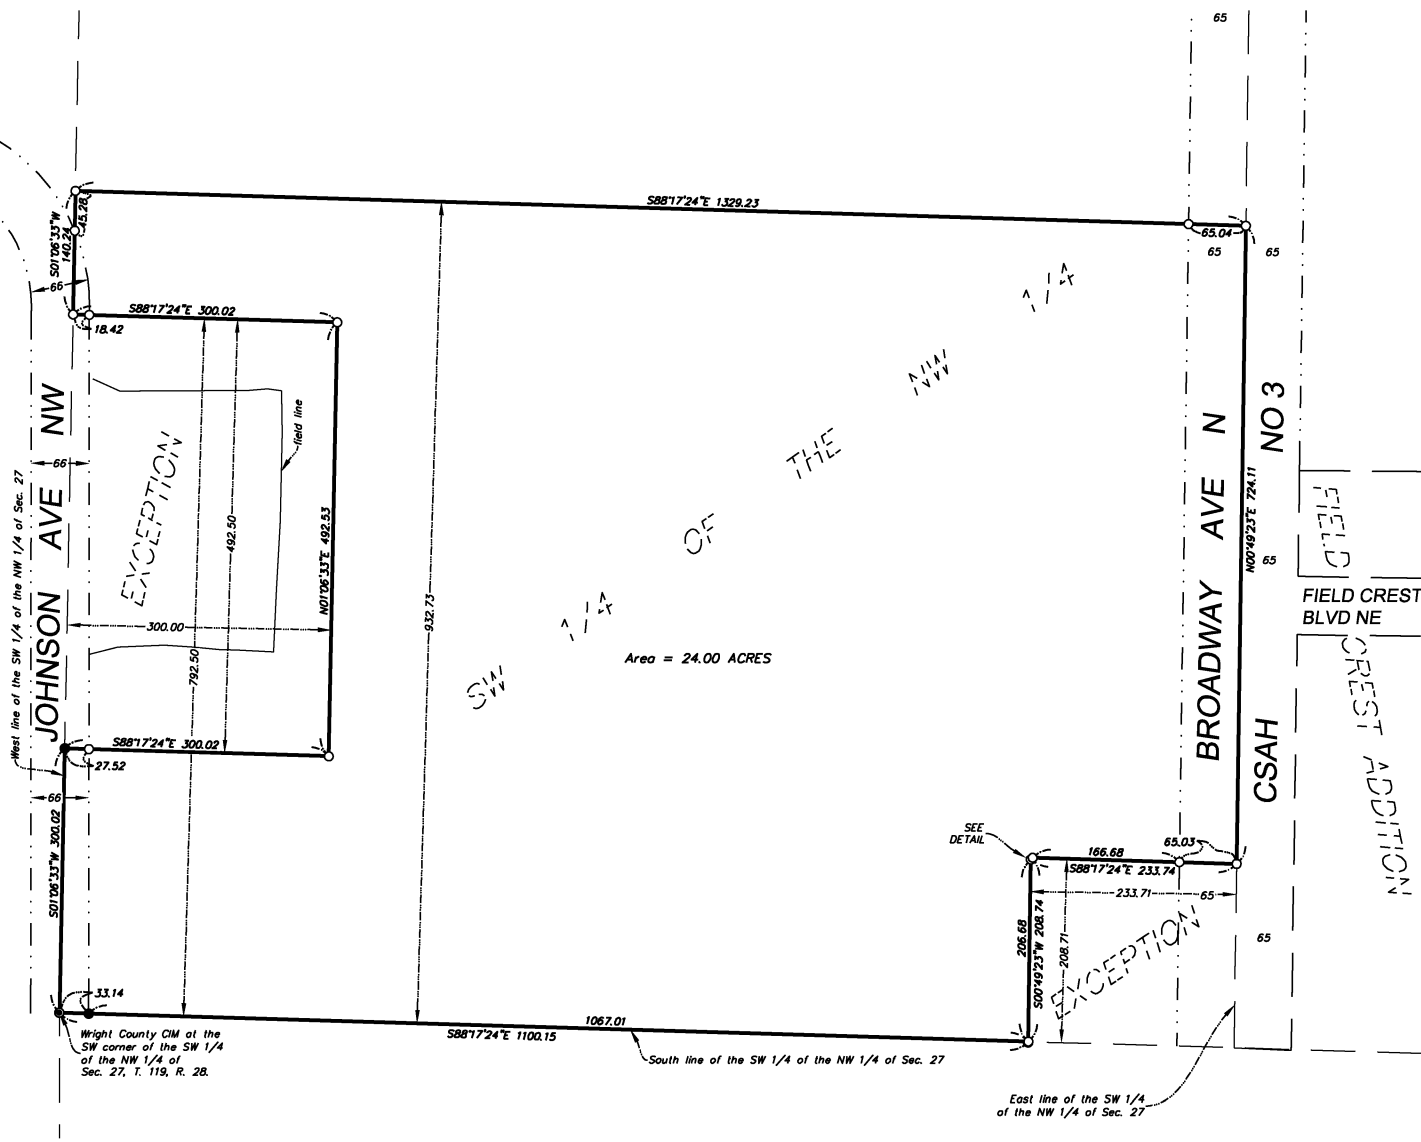 65
S88°17'24"E 1329.23
45.28
S01°06'33"W
140.24
66
65.04
65
65
S88°17'24"E 300.02
18.42
1/4
NW
THE
OF
1/4
SW
JOHNSON AVE NW
66
EXCEPTION
field line
492.50
N01°06'33"E 492.53
300.00
792.50
932.73
West line of the SW 1/4 of the NW 1/4 of Sec. 27
Area = 24.00 ACRES
BROADWAY AVE N
CSAH NO 3
N00°49'23"E 724.11
65
FIELD
FIELD CREST
BLVD NE
CREST ADDITION
S88°17'24"E 300.02
27.52
66
S01°06'33"W 300.02
SEE
DETAIL
166.68
65.03
S88°17'24"E 233.74
233.71
65
206.68
S00°49'23"W 208.74
208.71
EXCEPTION
65
33.14
Wright County CIM at the
SW corner of the SW 1/4
of the NW 1/4 of
Sec. 27, T. 119, R. 28.
1067.01
S88°17'24"E 1100.15
South line of the SW 1/4 of the NW 1/4 of Sec. 27
East line of the SW 1/4
of the NW 1/4 of Sec. 27